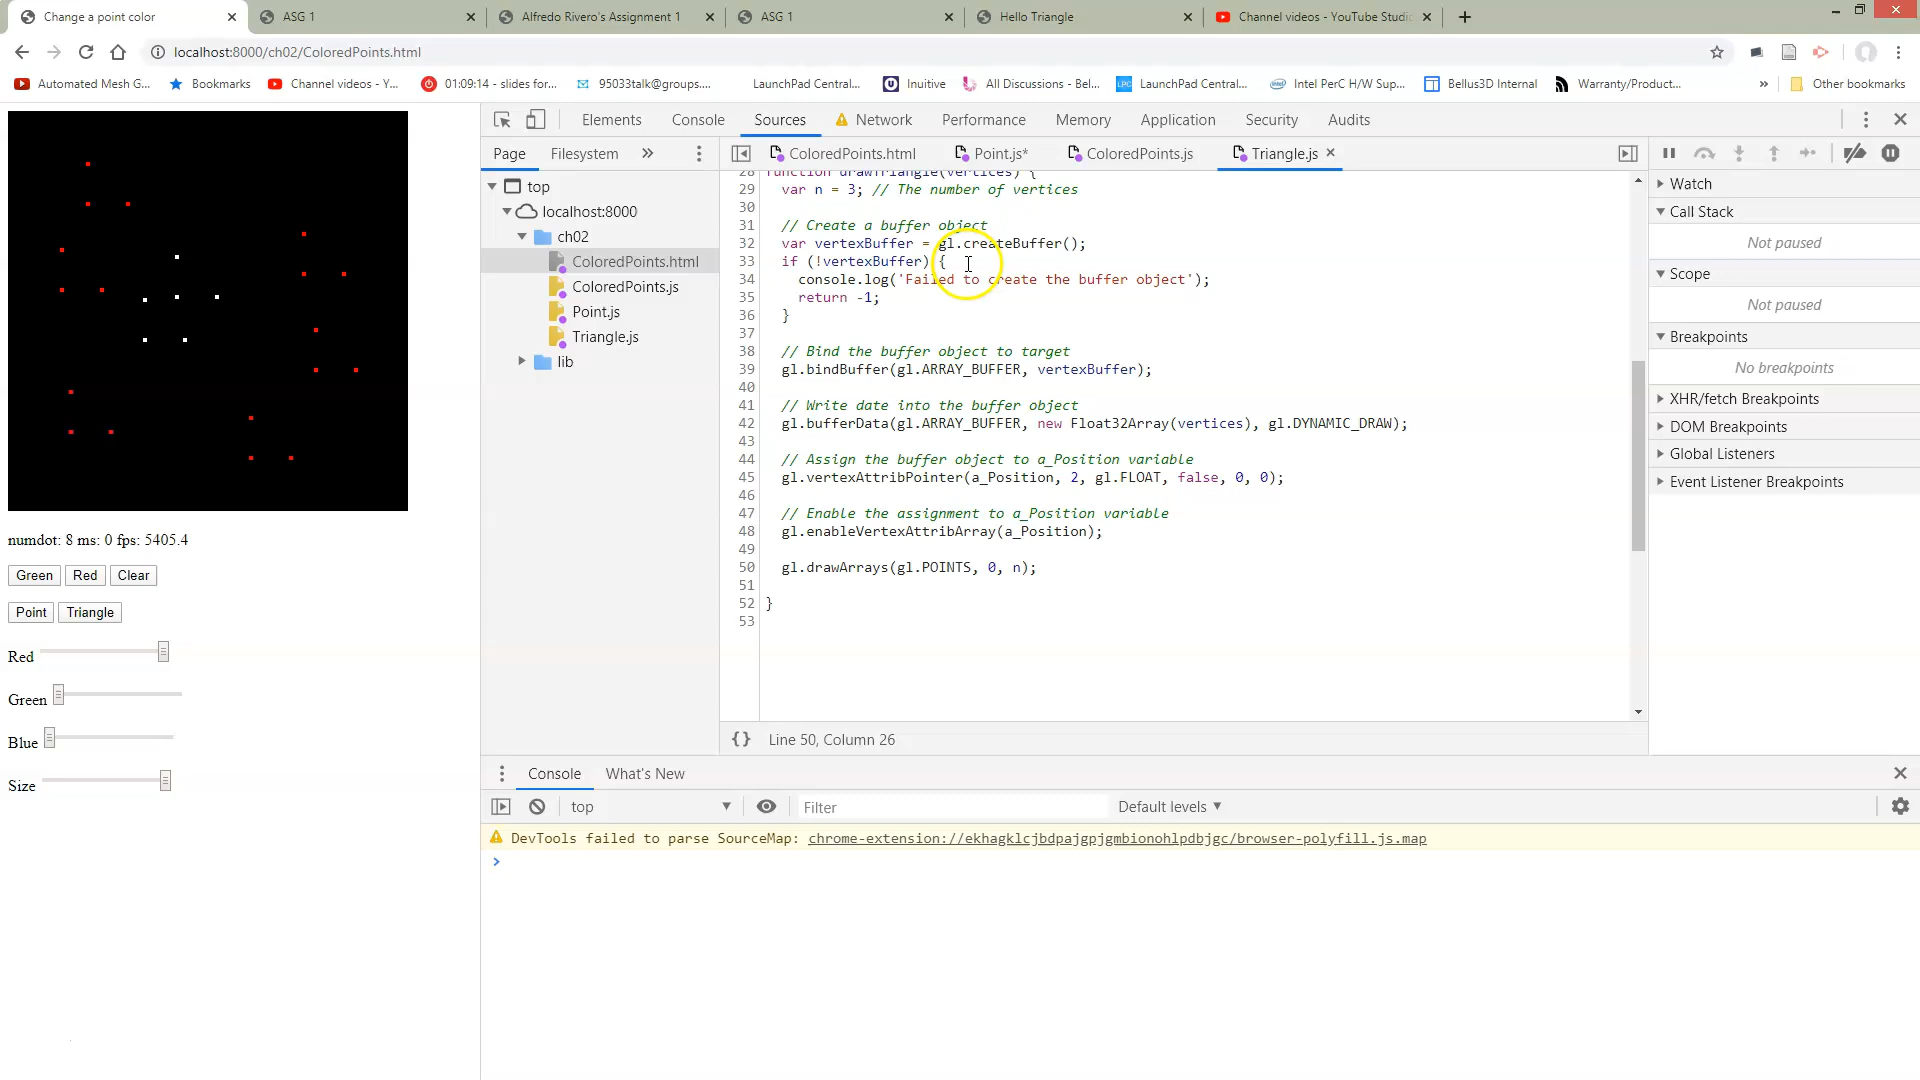 Change a point color
ASG 1
Alfredo Rivero's Assignment 1
ASG 1
Hello Triangle
Channel videos - YouTube Studi
localhost:8000/ch02/ColoredPoints.html
Automated Mesh G...
Bookmarks
Channel videos - Y...
01:09:14 - slides for...
95033talk@groups....
LaunchPad Central...
Inuitive
All Discussions - Bel...
LaunchPad Central...
Intel PerC H/W Sup...
Bellus3D Internal
Warranty/Product...
»
Other bookmarks
Elements
Console
Sources
Network
Performance
Memory
Application
Security
Audits
Page
Filesystem
»
ColoredPoints.html
Point.js*
ColoredPoints.js
Triangle.js
top
localhost:8000
ch02
ColoredPoints.html
ColoredPoints.js
Point.js
Triangle.js
lib
28 function drawTriangle(vertices) {
29 var n = 3; // The number of vertices
30
31 // Create a buffer object
32 var vertexBuffer = gl.createBuffer();
33 if (!vertexBuffer) {
34 console.log('Failed to create the buffer object');
35 return -1;
36 }
37
38 // Bind the buffer object to target
39 gl.bindBuffer(gl.ARRAY_BUFFER, vertexBuffer);
40
41 // Write date into the buffer object
42 gl.bufferData(gl.ARRAY_BUFFER, new Float32Array(vertices), gl.DYNAMIC_DRAW);
43
44 // Assign the buffer object to a_Position variable
45 gl.vertexAttribPointer(a_Position, 2, gl.FLOAT, false, 0, 0);
46
47 // Enable the assignment to a_Position variable
48 gl.enableVertexAttribArray(a_Position);
49
50 gl.drawArrays(gl.POINTS, 0, n);
51
52 }
53
{} Line 50, Column 26
Watch
Call Stack
Not paused
Scope
Not paused
Breakpoints
No breakpoints
XHR/fetch Breakpoints
DOM Breakpoints
Global Listeners
Event Listener Breakpoints
numdot: 8 ms: 0 fps: 5405.4
Green
Red
Clear
Point
Triangle
Red
Green
Blue
Size
Console
What's New
top
Filter
Default levels
DevTools failed to parse SourceMap: chrome-extension://ekhagklcjbdpajgpjgmbionohlpdbjgc/browser-polyfill.js.map
>